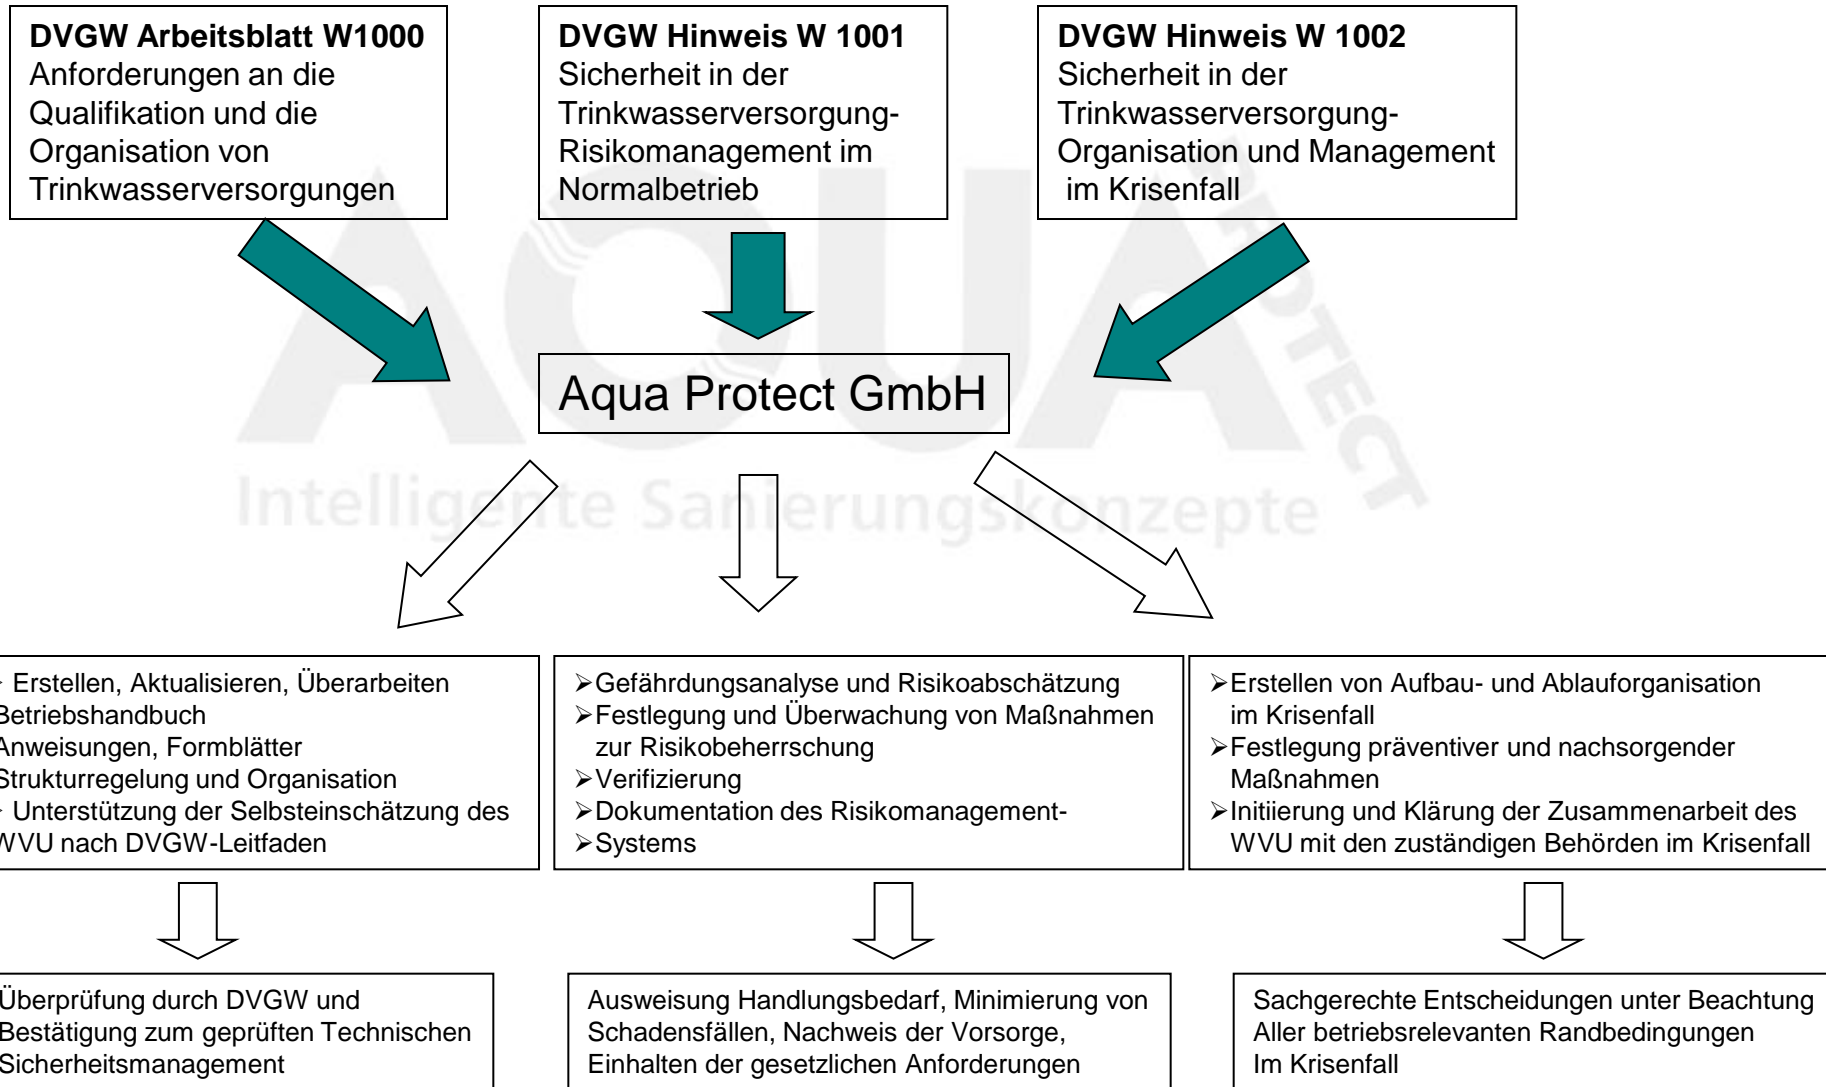 DVGW Arbeitsblatt W1000
Anforderungen an die
Qualifikation und die
Organisation von
Trinkwasserversorgungen
DVGW Hinweis W 1001
Sicherheit in der
Trinkwasserversorgung-
Risikomanagement im
Normalbetrieb
DVGW Hinweis W 1002
Sicherheit in der
Trinkwasserversorgung-
Organisation und Management
im Krisenfall
AQUA
PROTECT
Intelligente Sanierungskonzepte
Aqua Protect GmbH
Erstellen, Aktualisieren, Überarbeiten
Betriebshandbuch
Anweisungen, Formblätter
Strukturregelung und Organisation
Unterstützung der Selbsteinschätzung des
WVU nach DVGW-Leitfaden
➢Gefährdungsanalyse und Risikoabschätzung
➢Festlegung und Überwachung von Maßnahmen
zur Risikobeherrschung
➢Verifizierung
➢Dokumentation des Risikomanagement-
➢Systems
➢Erstellen von Aufbau- und Ablauforganisation
im Krisenfall
➢Festlegung präventiver und nachsorgender
Maßnahmen
➢Initiierung und Klärung der Zusammenarbeit des
WVU mit den zuständigen Behörden im Krisenfall
Überprüfung durch DVGW und
Bestätigung zum geprüften Technischen
Sicherheitsmanagement
Ausweisung Handlungsbedarf, Minimierung von
Schadensfällen, Nachweis der Vorsorge,
Einhalten der gesetzlichen Anforderungen
Sachgerechte Entscheidungen unter Beachtung
Aller betriebsrelevanten Randbedingungen
Im Krisenfall